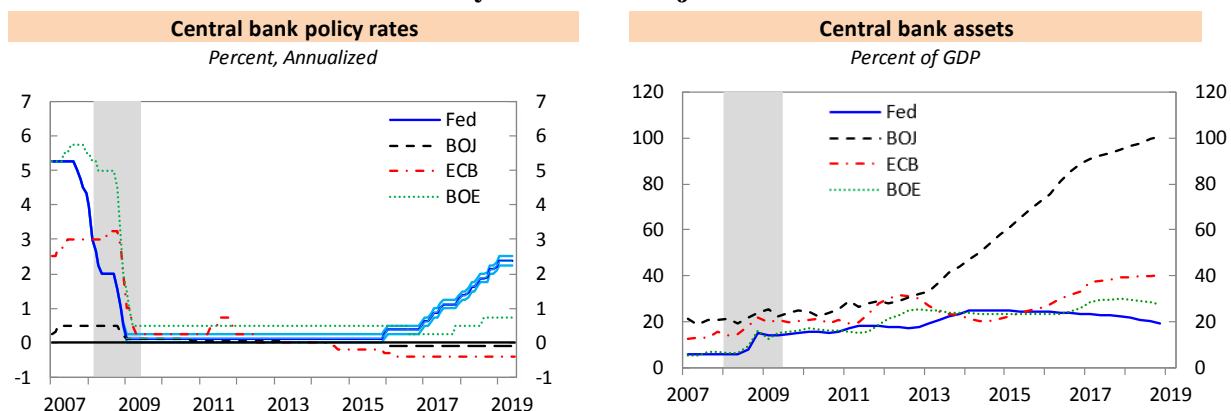 Central bank policy rates
Percent, Annualized
7
6
5
4
3
2
1
0
-1
7
6
5
4
3
2
1
0
-1
Fed
BOJ
ECB
BOE
2007 2009 2011 2013 2015 2017 2019
Central bank assets
Percent of GDP
120
100
80
60
40
20
0
120
100
80
60
40
20
0
Fed
BOJ
ECB
BOE
2007 2009 2011 2013 2015 2017 2019